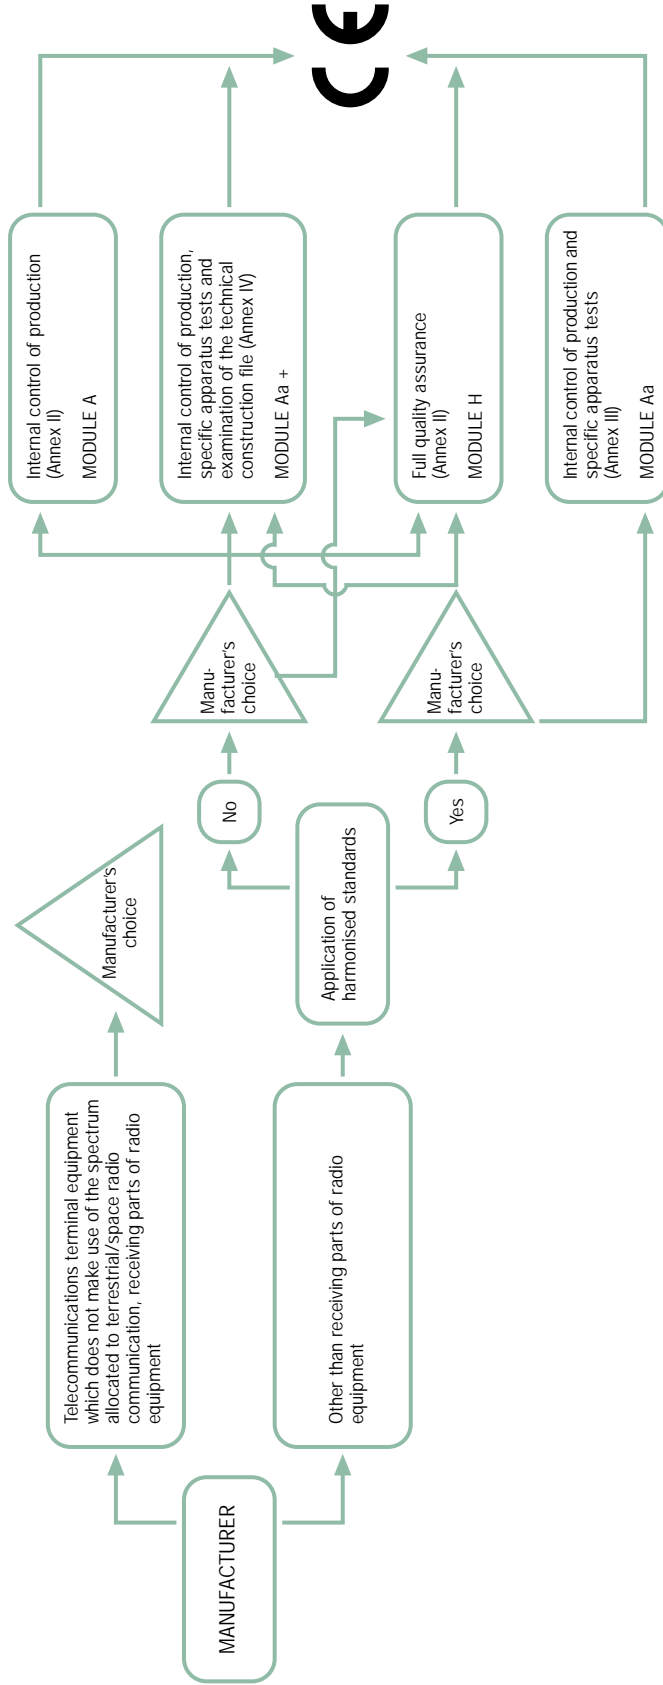 MANUFACTURER
Telecommunications terminal equipment
which does not make use of the spectrum
allocated to terrestrial/space radio
communication, receiving parts of radio
equipment
Other than receiving parts of radio
equipment
Manufacturer's
choice
Application of
harmonised standards
No
Yes
Manu-
facturer's
choice
Manu-
facturer's
choice
Internal control of production
(Annex II)
MODULE A
Internal control of production,
specific apparatus tests and
examination of the technical
construction file (Annex IV)
MODULE Aa +
Full quality assurance
(Annex II)
MODULE H
Internal control of production and
specific apparatus tests
(Annex III)
MODULE Aa
CE